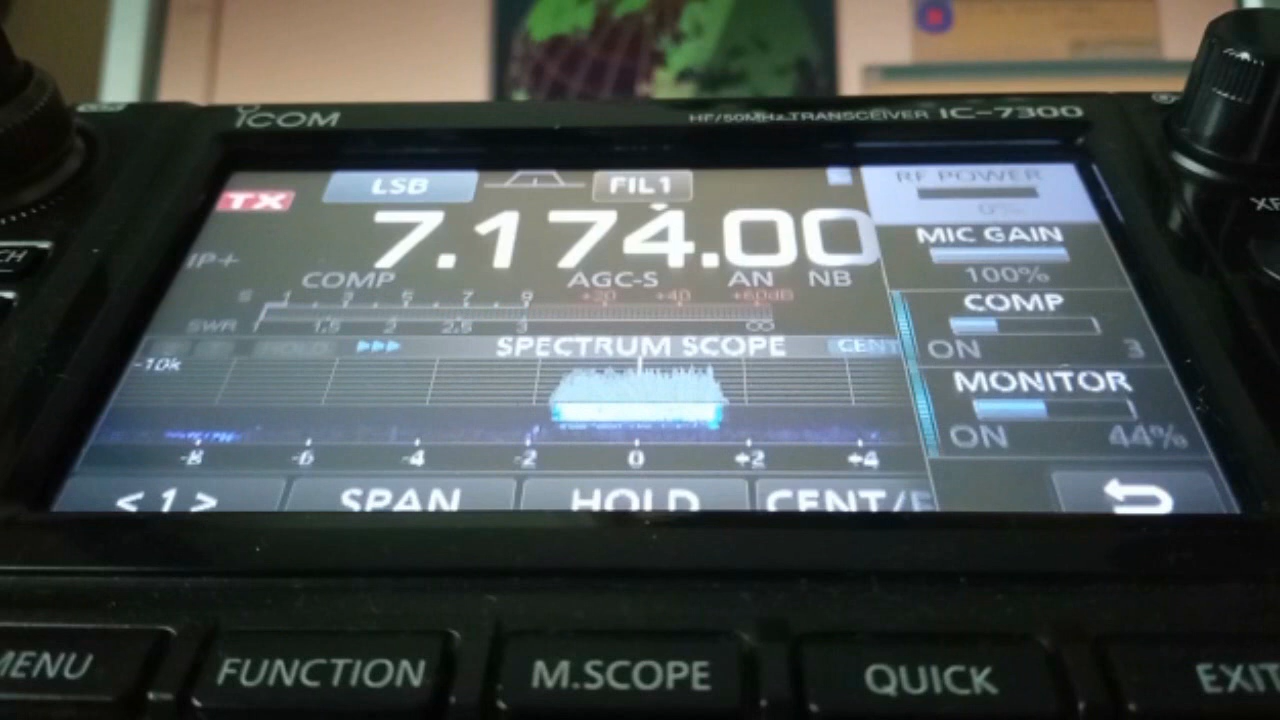 ICOM
HF/50MHz TRANSCEIVER IC-7300
TX LSB FIL1
7.174.00
IP+ COMP AGC-S AN NB
S 1 3 5 7 9 +20 +40 +60dB
SWR 1.5 2 2.5 3 ∞
SPECTRUM SCOPE CENT
-10k
-8 -6 -4 -2 0 +2 +4
< 1 > SPAN HOLD CENT/F
RF POWER
0%
MIC GAIN
100%
COMP
ON 3
MONITOR
ON 44%
CH
MENU FUNCTION M.SCOPE QUICK EXIT